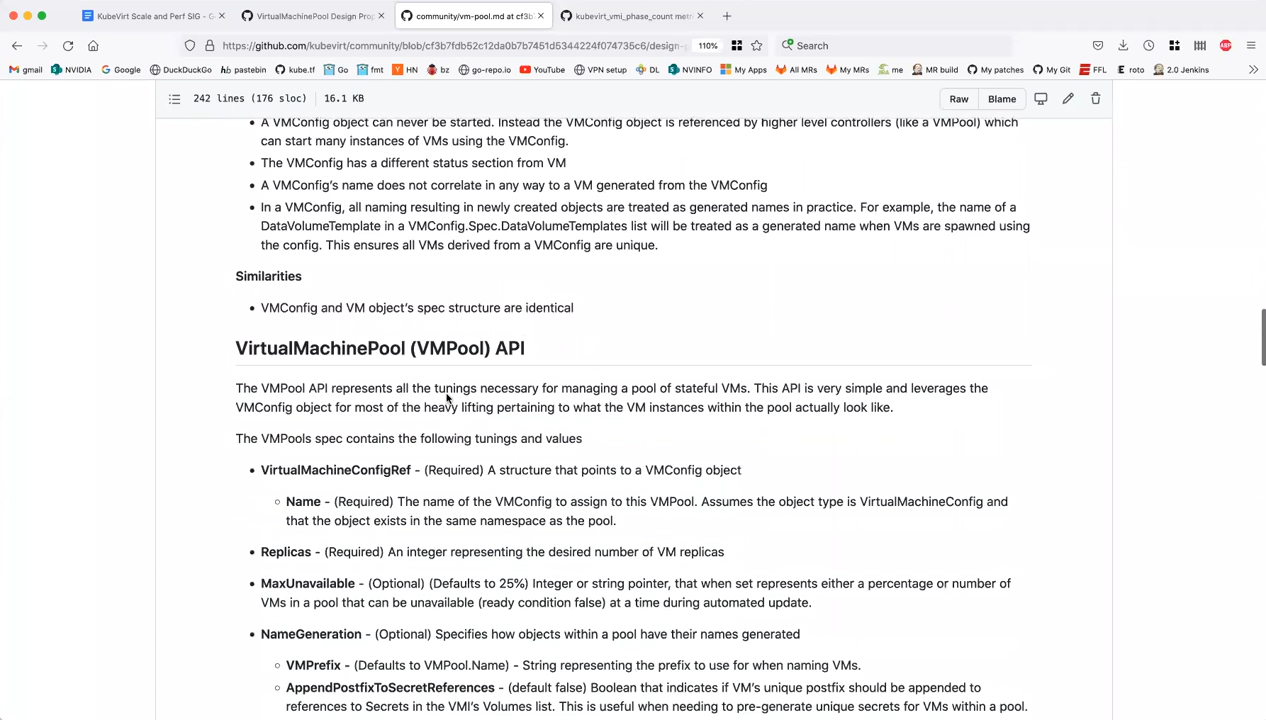 KubeVirt Scale and Perf SIG - G
VirtualMachinePool Design Prop
community/vm-pool.md at cf3b
kubevirt_vmi_phase_count metri
https://github.com/kubevirt/community/blob/cf3b7fdb52c12da0b7b7451d5344224f074735c6/design-
110%
Search
gmail
NVIDIA
Google
DuckDuckGo
hpastebin
kube.tf
Go
fmt
HN
bz
go-repo.io
YouTube
VPN setup
DL
NVINFO
My Apps
All MRs
My MRs
me
MR build
My patches
My Git
FFL
roto
2.0 Jenkins
242 lines (176 sloc)
16.1 KB
Raw
Blame
• A VMConfig object can never be started. Instead the VMConfig object is referenced by higher level controllers (like a VMPool) which
can start many instances of VMs using the VMConfig.
• The VMConfig has a different status section from VM
• A VMConfig's name does not correlate in any way to a VM generated from the VMConfig
• In a VMConfig, all naming resulting in newly created objects are treated as generated names in practice. For example, the name of a
DataVolumeTemplate in a VMConfig.Spec.DataVolumeTemplates list will be treated as a generated name when VMs are spawned using
the config. This ensures all VMs derived from a VMConfig are unique.
Similarities
• VMConfig and VM object's spec structure are identical
VirtualMachinePool (VMPool) API
The VMPool API represents all the tunings necessary for managing a pool of stateful VMs. This API is very simple and leverages the
VMConfig object for most of the heavy lifting pertaining to what the VM instances within the pool actually look like.
The VMPools spec contains the following tunings and values
• VirtualMachineConfigRef - (Required) A structure that points to a VMConfig object
◦ Name - (Required) The name of the VMConfig to assign to this VMPool. Assumes the object type is VirtualMachineConfig and
that the object exists in the same namespace as the pool.
• Replicas - (Required) An integer representing the desired number of VM replicas
• MaxUnavailable - (Optional) (Defaults to 25%) Integer or string pointer, that when set represents either a percentage or number of
VMs in a pool that can be unavailable (ready condition false) at a time during automated update.
• NameGeneration - (Optional) Specifies how objects within a pool have their names generated
◦ VMPrefix - (Defaults to VMPool.Name) - String representing the prefix to use for when naming VMs.
◦ AppendPostfixToSecretReferences - (default false) Boolean that indicates if VM's unique postfix should be appended to
references to Secrets in the VMI's Volumes list. This is useful when needing to pre-generate unique secrets for VMs within a pool.